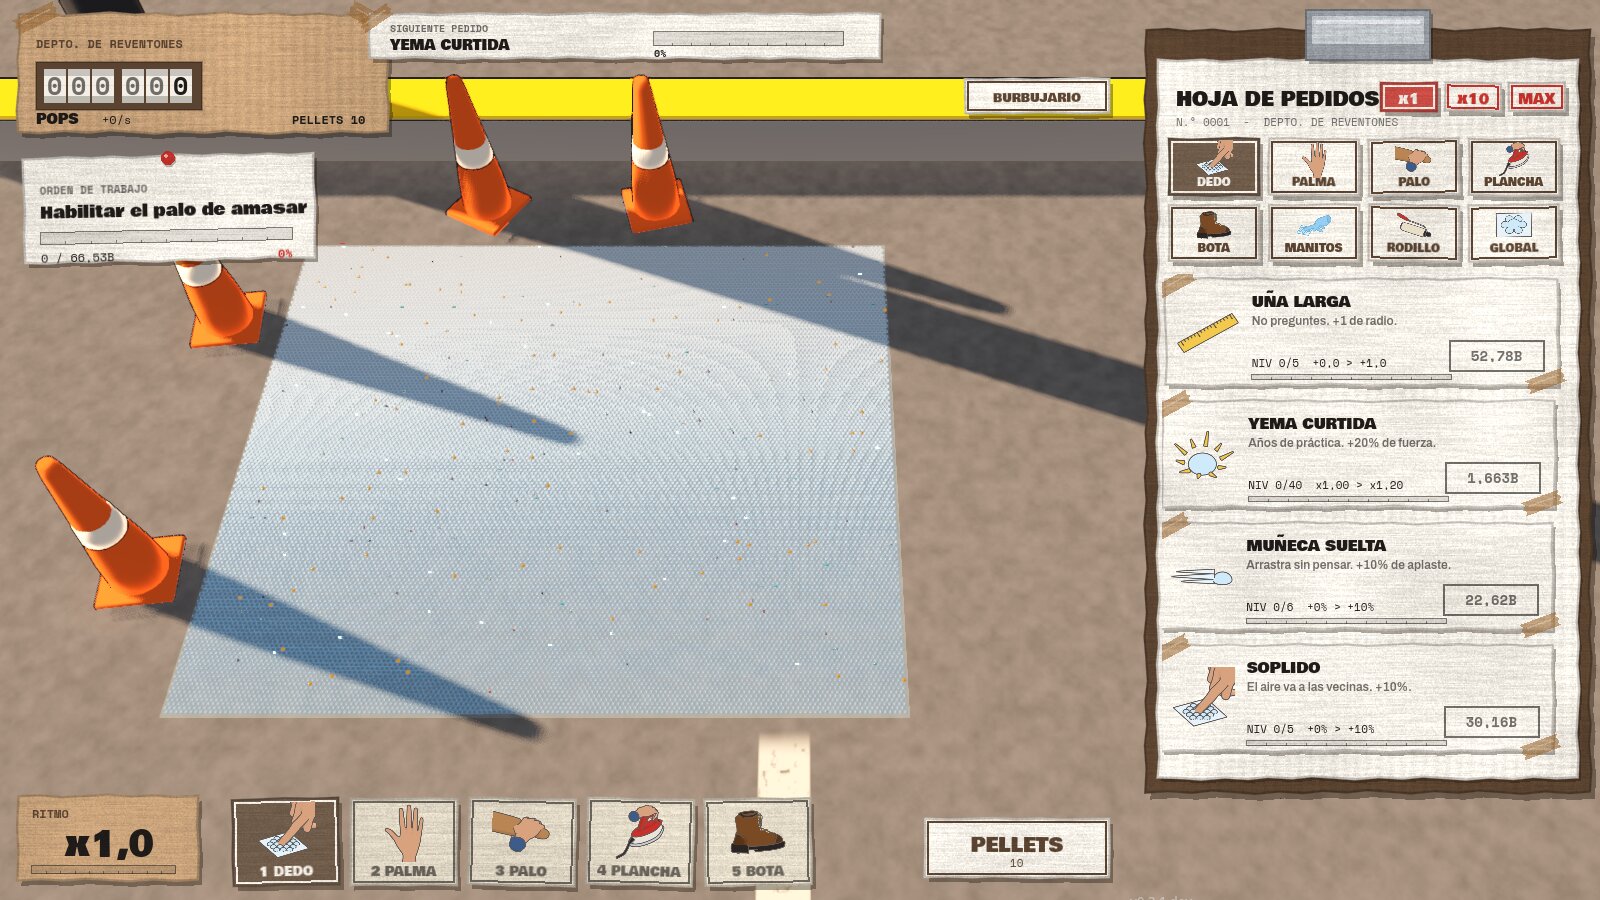 DEPTO. DE REVENTONES
000 000 0
POPS +0/s PELLETS 10
SIGUIENTE PEDIDO
YEMA CURTIDA
0%
BURBUJARIO
ORDEN DE TRABAJO
Habilitar el palo de amasar
0 / 66,53B 0%
HOJA DE PEDIDOS x1 x10 MAX
N.° 0001 - DEPTO. DE REVENTONES
DEDO PALMA PALO PLANCHA
BOTA MANITOS RODILLO GLOBAL
UÑA LARGA
No preguntes. +1 de radio.
NIV 0/5 +0,0 > +1,0
52,78B
YEMA CURTIDA
Años de práctica. +20% de fuerza.
NIV 0/40 x1,00 > x1,20
1,663B
MUÑECA SUELTA
Arrastra sin pensar. +10% de aplaste.
NIV 0/6 +0% > +10%
22,62B
SOPLIDO
El aire va a las vecinas. +10%.
NIV 0/5 +0% > +10%
30,16B
RITMO
x1,0
1 DEDO 2 PALMA 3 PALO 4 PLANCHA 5 BOTA
PELLETS
10